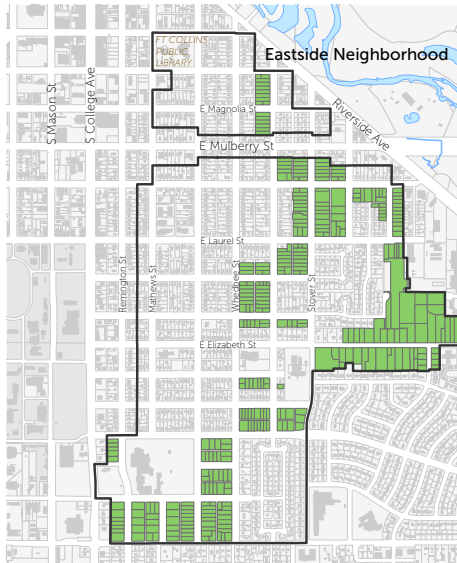 FT COLLINS
PUBLIC
LIBRARY
Eastside Neighborhood
S Mason St
S College Ave
E Magnolia St
Riverside Ave
E Mulberry St
E Laurel St
Remington St
Mathews St
Whedbee St
Stover St
E Elizabeth St